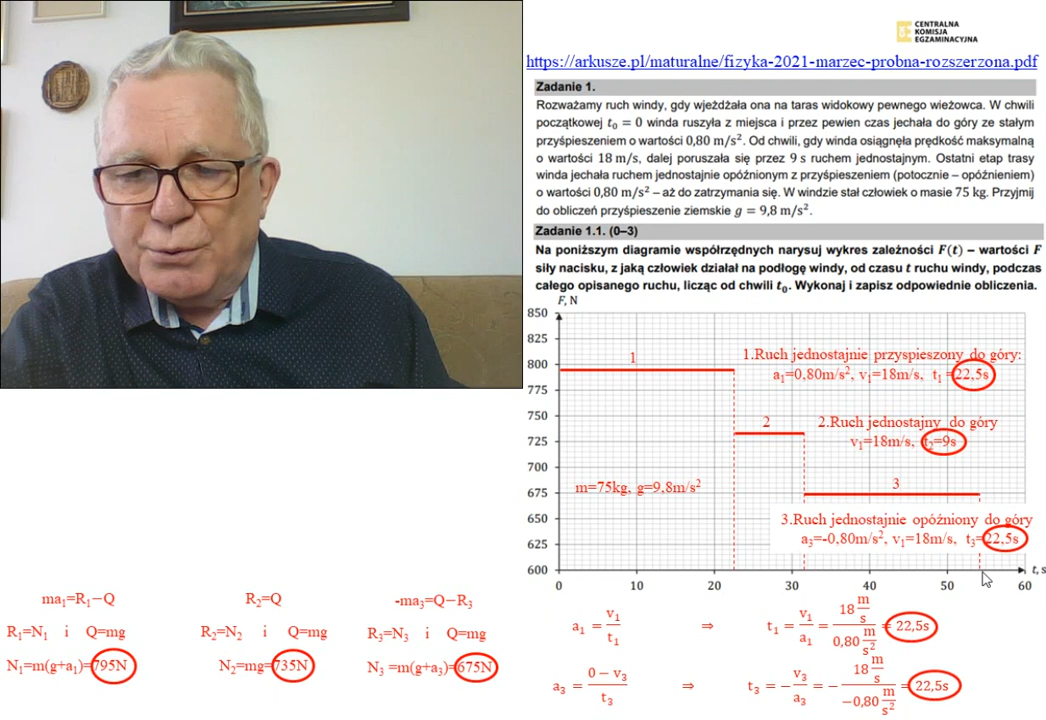 CENTRALNA
KOMISJA
EGZAMINACYJNA
https://arkusze.pl/maturalne/fizyka-2021-marzec-probna-rozszerzona.pdf
Zadanie 1.
Rozważamy ruch windy, gdy wjeżdżała ona na taras widokowy pewnego wieżowca. W chwili
początkowej t₀ = 0 winda ruszyła z miejsca i przez pewien czas jechała do góry ze stałym
przyśpieszeniem o wartości 0,80 m/s². Od chwili, gdy winda osiągnęła prędkość maksymalną
o wartości 18 m/s, dalej poruszała się przez 9 s ruchem jednostajnym. Ostatni etap trasy
winda jechała ruchem jednostajnie opóźnionym z przyśpieszeniem (potocznie – opóźnieniem)
o wartości 0,80 m/s² – aż do zatrzymania się. W windzie stał człowiek o masie 75 kg. Przyjmij
do obliczeń przyśpieszenie ziemskie g = 9,8 m/s².
Zadanie 1.1. (0–3)
Na poniższym diagramie współrzędnych narysuj wykres zależności F(t) – wartości F
siły nacisku, z jaką człowiek działał na podłogę windy, od czasu t ruchu windy, podczas
całego opisanego ruchu, licząc od chwili t₀. Wykonaj i zapisz odpowiednie obliczenia.
F, N
850
825
800
775
750
725
700
675
650
625
600
0 10 20 30 40 50 60
t, s
1
1.Ruch jednostajnie przyspieszony do góry:
a₁=0,80m/s², v₁=18m/s, t₁=22,5s
2
2.Ruch jednostajny do góry
v₁=18m/s, t₂=9s
m=75kg, g=9,8m/s²
3
3.Ruch jednostajnie opóźniony do góry
a₃=-0,80m/s², v₁=18m/s, t₃=22,5s
ma₁=R₁−Q
R₁=N₁ i Q=mg
N₁=m(g+a₁)=795N
R₂=Q
R₂=N₂ i Q=mg
N₂=mg=735N
-ma₃=Q−R₃
R₃=N₃ i Q=mg
N₃=m(g+a₃)=675N
a₁ = v₁/t₁ ⇒ t₁ = v₁/a₁ = 18 m/s / 0,80 m/s² = 22,5s
a₃ = 0 − v₃/t₃ ⇒ t₃ = − v₃/a₃ = − 18 m/s / −0,80 m/s² = 22,5s